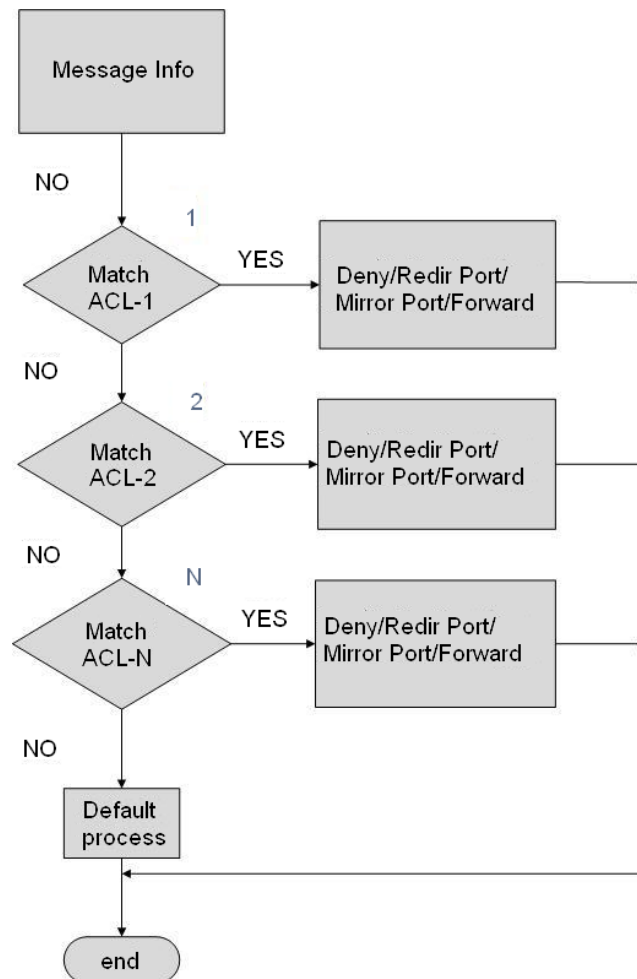 Message Info
NO
1
Match
ACL-1
YES
Deny/Redir Port/
Mirror Port/Forward
NO
2
Match
ACL-2
YES
Deny/Redir Port/
Mirror Port/Forward
NO
N
Match
ACL-N
YES
Deny/Redir Port/
Mirror Port/Forward
NO
Default
process
end